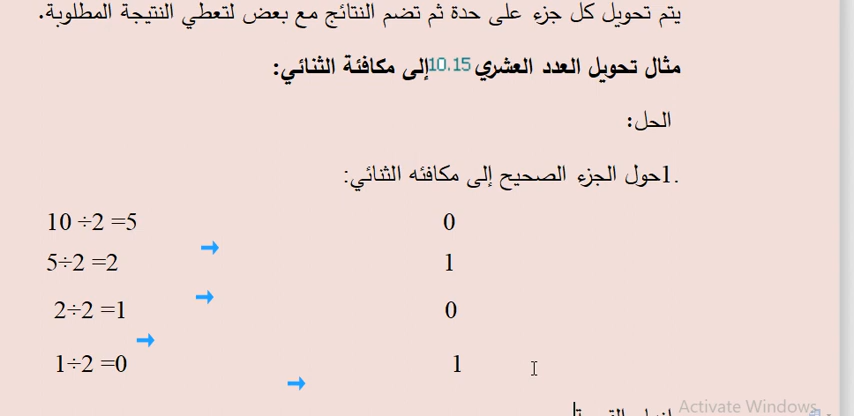 يتم تحويل كل جزء على حدة ثم تضم النتائج مع بعض لتعطي النتيجة المطلوبة.
مثال تحويل العدد العشري 10.15إلى مكافئة الثنائي:
الحل:
.1حول الجزء الصحيح إلى مكافئه الثنائي:
10 ÷2 =5 0
5÷2 =2 1
2÷2 =1 0
1÷2 =0 1
Activate Windows